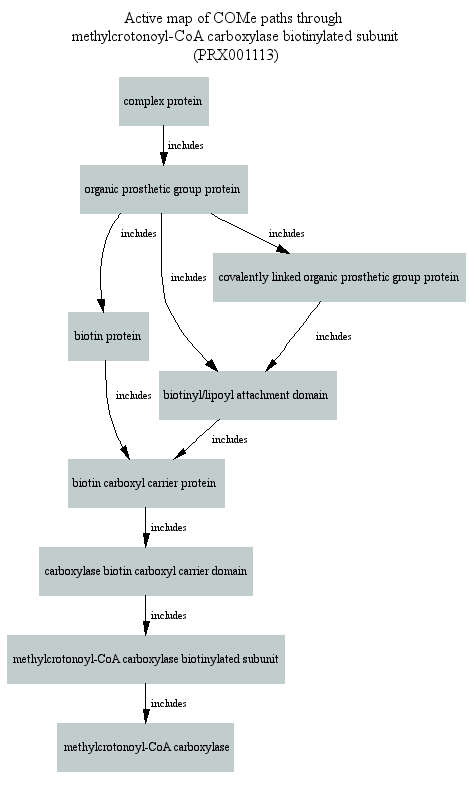 Active map of COMe paths through
methylcrotonoyl-CoA carboxylase biotinylated subunit
(PRX001113)
complex protein
includes
organic prosthetic group protein
includes
includes
includes
covalently linked organic prosthetic group protein
biotin protein
includes
biotinyl/lipoyl attachment domain
includes
includes
biotin carboxyl carrier protein
includes
carboxylase biotin carboxyl carrier domain
includes
methylcrotonoyl-CoA carboxylase biotinylated subunit
includes
methylcrotonoyl-CoA carboxylase